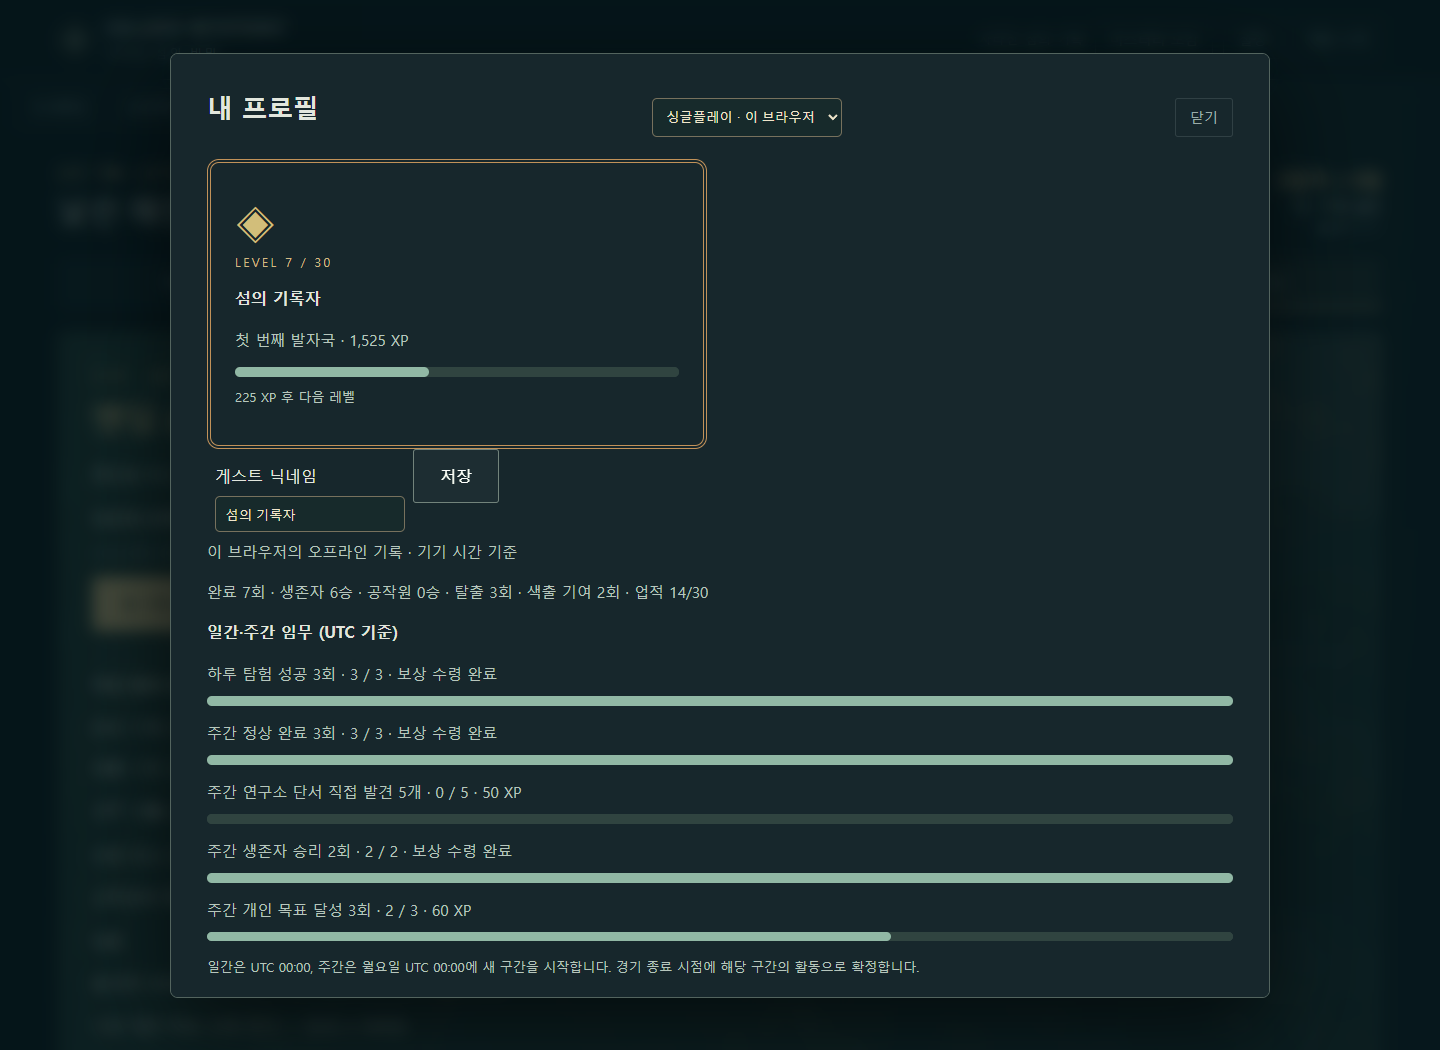 내 프로필
싱글플레이 · 이 브라우저
닫기
LEVEL 7 / 30
섬의 기록자
첫 번째 발자국 · 1,525 XP
225 XP 후 다음 레벨
게스트 닉네임
저장
섬의 기록자
이 브라우저의 오프라인 기록 · 기기 시간 기준
완료 7회 · 생존자 6승 · 공작원 0승 · 탈출 3회 · 색출 기여 2회 · 업적 14/30
일간·주간 임무 (UTC 기준)
하루 탐험 성공 3회 · 3 / 3 · 보상 수령 완료
주간 정상 완료 3회 · 3 / 3 · 보상 수령 완료
주간 연구소 단서 직접 발견 5개 · 0 / 5 · 50 XP
주간 생존자 승리 2회 · 2 / 2 · 보상 수령 완료
주간 개인 목표 달성 3회 · 2 / 3 · 60 XP
일간은 UTC 00:00, 주간은 월요일 UTC 00:00에 새 구간을 시작합니다. 경기 종료 시점에 해당 구간의 활동으로 확정합니다.